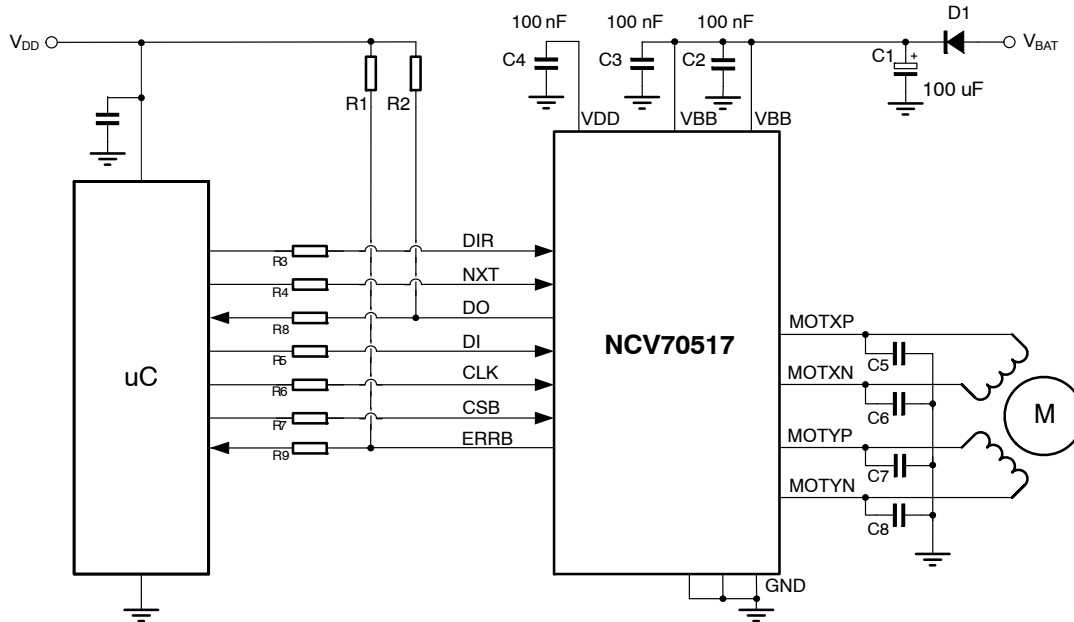 100 nF
100 nF
100 nF
D1
VDD
VBAT
C4
C3
C2
C1
+
100 uF
R1
R2
VDD
VBB
VBB
R3
DIR
R4
NXT
R8
DO
R5
DI
R6
CLK
R7
CSB
R9
ERRB
uC
NCV70517
MOTXP
C5
MOTXN
C6
MOTYP
C7
MOTYN
C8
M
GND